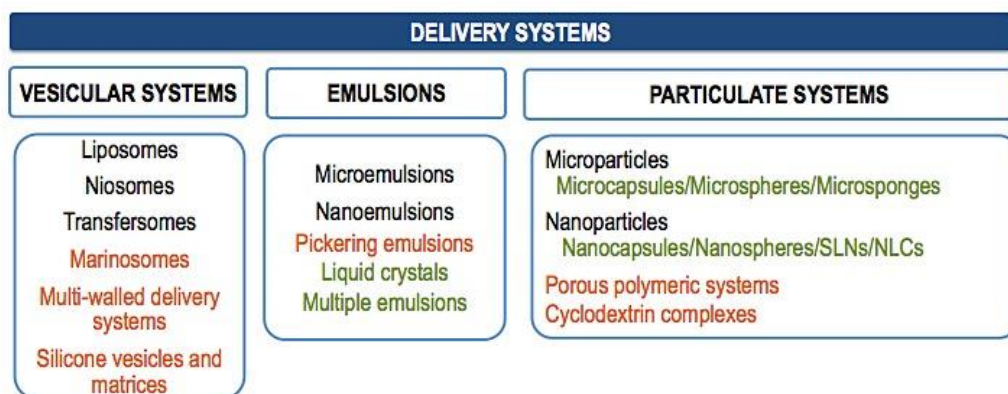 DELIVERY SYSTEMS
VESICULAR SYSTEMS
Liposomes
Niosomes
Transfersomes
Marinosomes
Multi-walled delivery
systems
Silicone vesicles and
matrices
EMULSIONS
Microemulsions
Nanoemulsions
Pickering emulsions
Liquid crystals
Multiple emulsions
PARTICULATE SYSTEMS
Microparticles
Microcapsules/Microspheres/Microsponges
Nanoparticles
Nanocapsules/Nanospheres/SLNs/NLCs
Porous polymeric systems
Cyclodextrin complexes